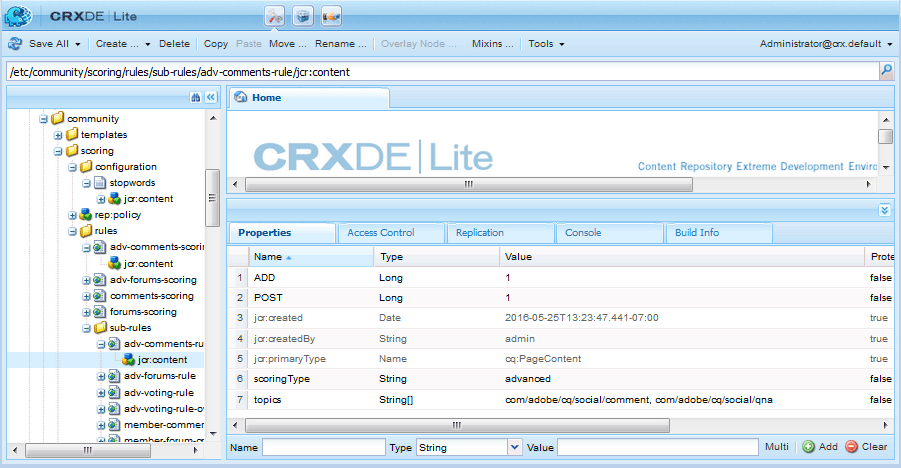 CRXDE | Lite
Save All Create ... Delete Copy Paste Move ... Rename ... Overlay Node ... Mixins ... Tools Administrator@crx.default
/etc/community/scoring/rules/sub-rules/adv-comments-rule/jcr:content
community
templates
scoring
configuration
stopwords
jcr:content
rep:policy
rules
adv-comments-scori
jcr:content
adv-forums-scoring
comments-scoring
forums-scoring
sub-rules
adv-comments-ru
jcr:content
adv-forums-rule
adv-voting-rule
adv-voting-rule-o
member-commer
member-forum-c
Home
CRXDE | Lite
Content Repository Extreme Development Enviro
Properties Access Control Replication Console Build Info
Name Type Value Prote
1 ADD Long 1 false
2 POST Long 1 false
3 jcr:created Date 2016-05-25T13:23:47.441-07:00 true
4 jcr:createdBy String admin true
5 jcr:primaryType Name cq:PageContent true
6 scoringType String advanced false
7 topics String[] com/adobe/cq/social/comment, com/adobe/cq/social/qna false
Name Type String Value Multi Add Clear